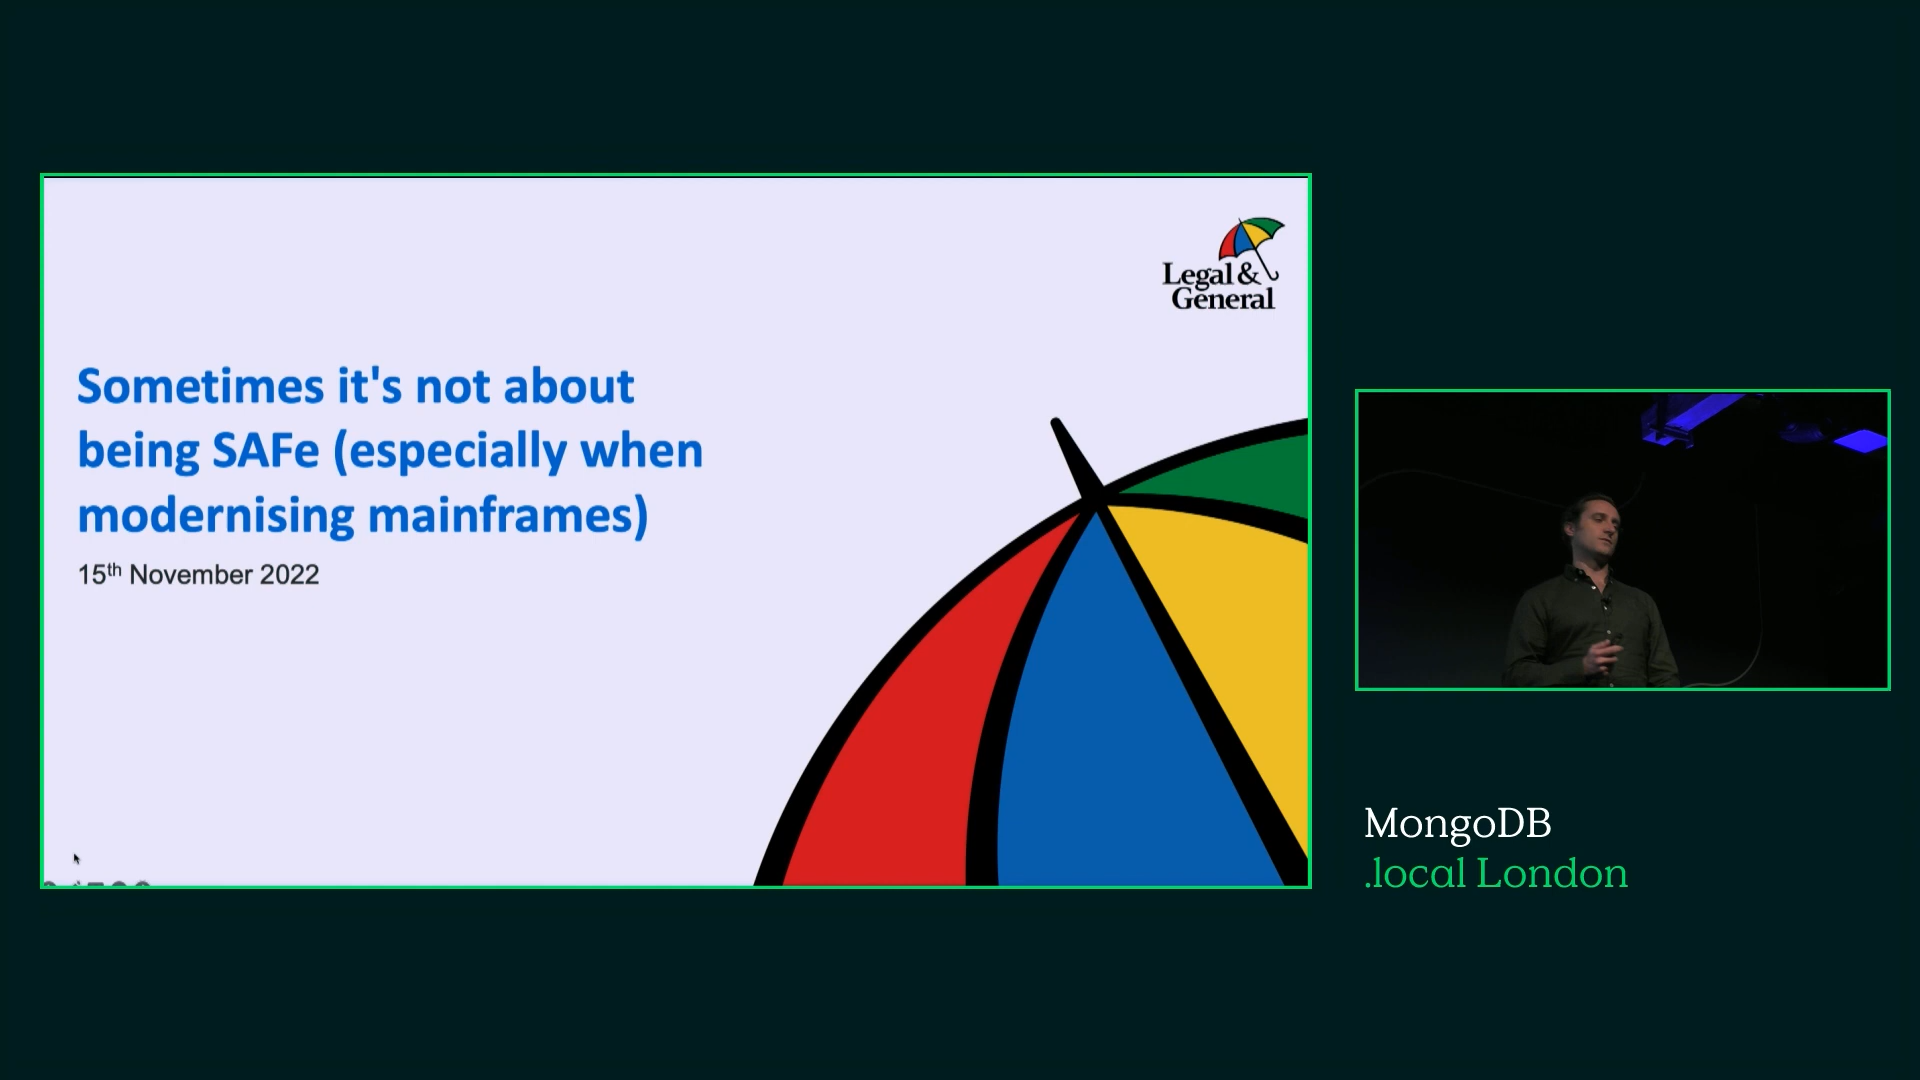 Legal &
General
Sometimes it's not about
being SAFe (especially when
modernising mainframes)
15th November 2022
MongoDB
.local London